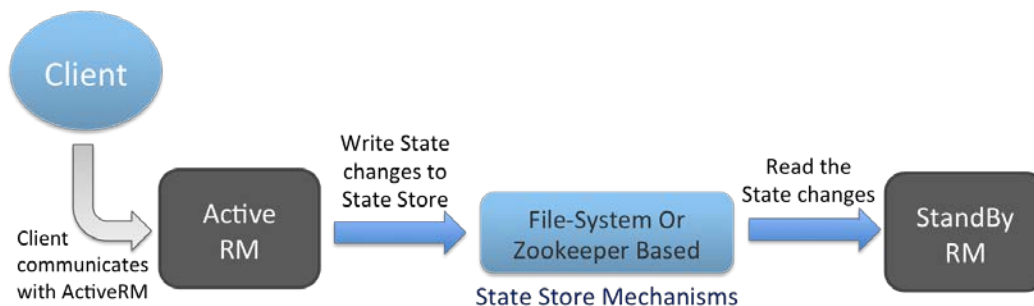 Client
Client
communicates
with ActiveRM
Active
RM
Write State
changes to
State Store
File-System Or
Zookeeper Based
State Store Mechanisms
Read the
State changes
StandBy
RM